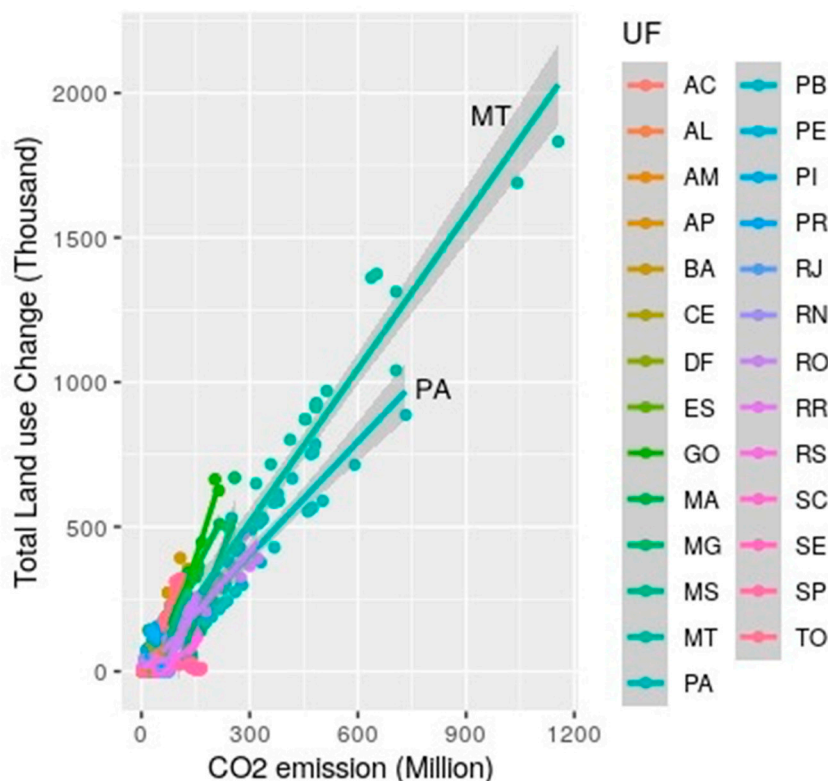 UF
AC
AL
AM
AP
BA
CE
DF
ES
GO
MA
MG
MS
MT
PA
PB
PE
PI
PR
RJ
RN
RO
RR
RS
SC
SE
SP
TO
MT
PA
2000
1500
1000
500
0
Total Land use Change (Thousand)
0 300 600 900 1200
CO2 emission (Million)